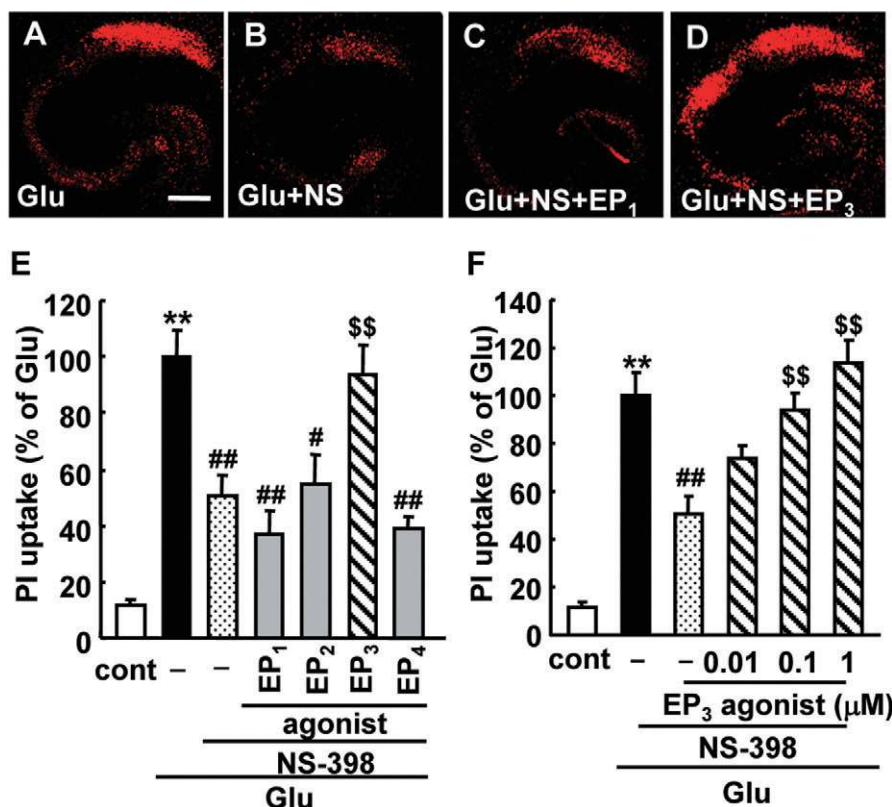 A B C D
Glu Glu+NS Glu+NS+EP₁ Glu+NS+EP₃
E
PI uptake (% of Glu)
120
100
80
60
40
20
0
**
##
##
#
$$
##
cont – – EP₁ EP₂ EP₃ EP₄
agonist
NS-398
Glu
F
PI uptake (% of Glu)
140
120
100
80
60
40
20
0
**
##
$$
$$
cont – – 0.01 0.1 1
EP₃ agonist (μM)
NS-398
Glu